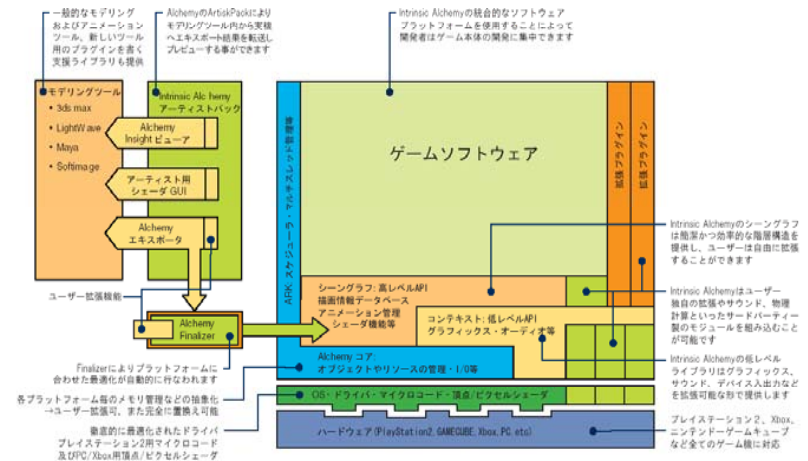 一般的なモデリング
およびアニメーション
ツール、新しいツール
用のプラグインを書く
支援ライブラリも提供
AlchemyのArtiskPackにより
モデリングツール内から実機
へエキスポート結果を転送し
プレビューする事ができます
Intrinsic Alchemyの統合的なソフトウェア
プラットフォームを使用することによって
開発者はゲーム本体の開発に集中できます
モデリングツール
• 3ds max
• LightWave
• Maya
• Softimage
Intrinsic Alc hemy
アーティストパック
Alchemy
Insight ビューア
アーティスト用
シェーダ GUI
Alchemy
エキスポータ
ユーザー拡張機能
Alchemy
Finalizer
ARK スケジューラ・マルチスレッド管理等
ゲームソフトウェア
拡張プラグイン
拡張プラグイン
シーングラフ: 高レベルAPI
描画情報データベース
アニメーション管理
シェーダ機能等
コンテキスト: 低レベルAPI
グラフィックス・オーディオ等
Alchemy コア:
オブジェクトやリソースの管理・I/O等
OS・ドライバ・マイクロコード・頂点/ピクセルシェーダ
ハードウェア (PlayStation2, GAMECUBE, Xbox, PC, etc)
Intrinsic Alchemyのシーングラフ
は簡潔かつ効率的な階層構造を
提供し、ユーザーは自由に拡張
することができます
Intrinsic Alchemyはユーザー
独自の拡張やサウンド、物理
計算といったサードパーティー
製のモジュールを組み込むこと
が可能です
Intrinsic Alchemyの低レベル
ライブラリはグラフィックス、
サウンド、デバイス入出力など
を拡張可能な形で提供します
プレイステーション２、Xbox、
ニンテンドーゲームキューブ
など全てのゲーム機に対応
Finalizerによりプラットフォームに
合わせた最適化が自動的に行なわれます
各プラットフォーム毎のメモリ管理などの抽象化
→ユーザー拡張可、また完全に置換え可能
徹底的に最適化されたドライバ
プレイステーション2用マイクロコード
及びPC/Xbox用頂点/ピクセルシェーダ